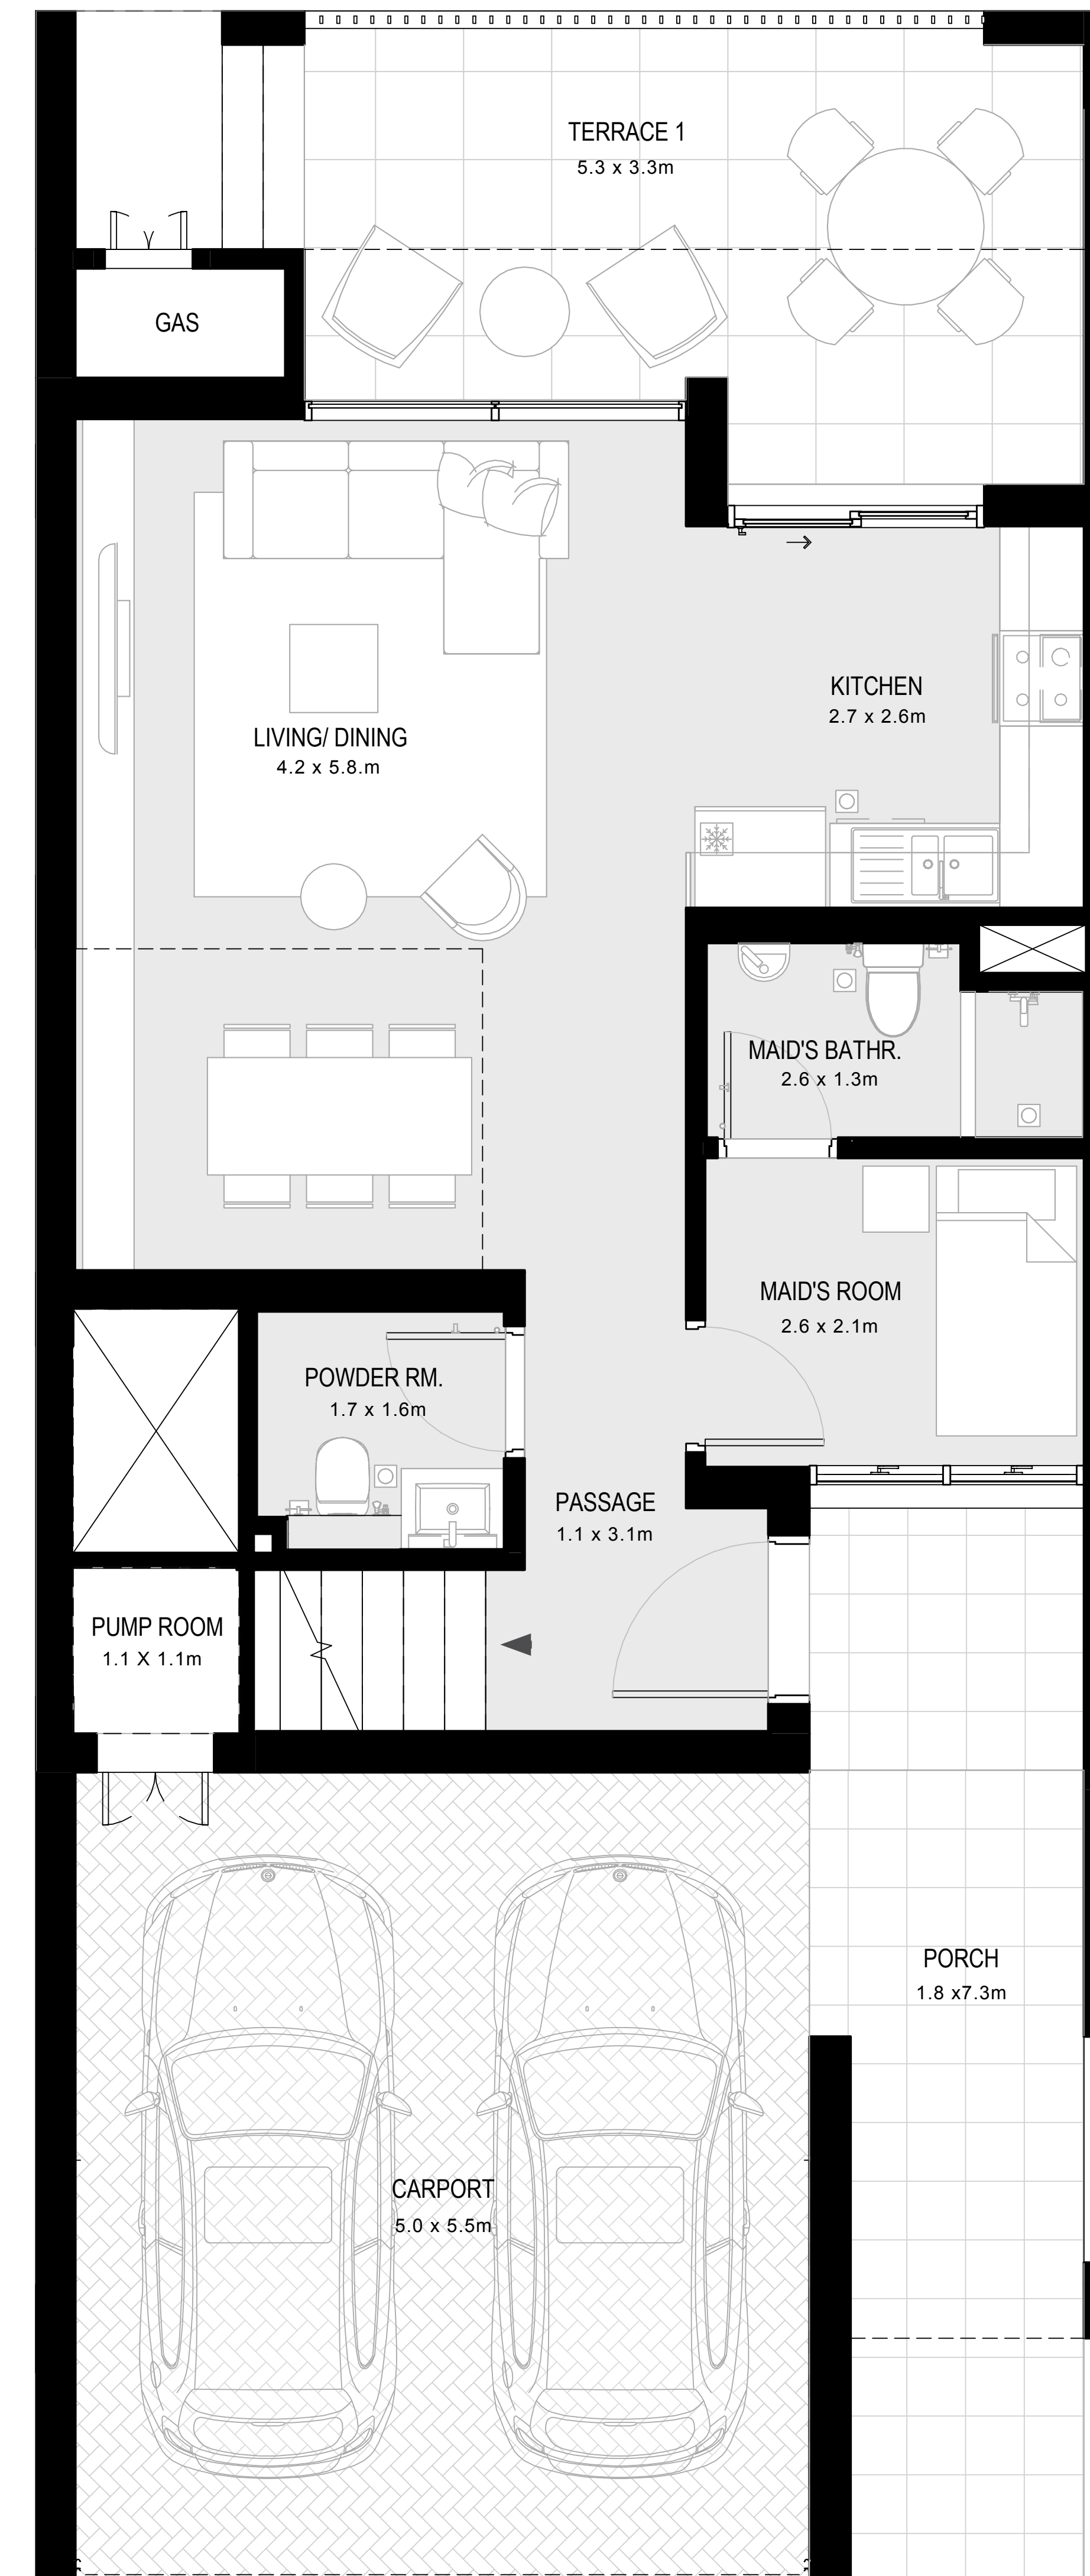 TERRACE 1
5.3 x 3.3m
GAS
KITCHEN
2.7 x 2.6m
LIVING/ DINING
4.2 x 5.8.m
MAID'S BATHR.
2.6 x 1.3m
MAID'S ROOM
2.6 x 2.1m
POWDER RM.
1.7 x 1.6m
PASSAGE
1.1 x 3.1m
PUMP ROOM
1.1 X 1.1m
PORCH
1.8 x7.3m
CARPORT
5.0 x 5.5m